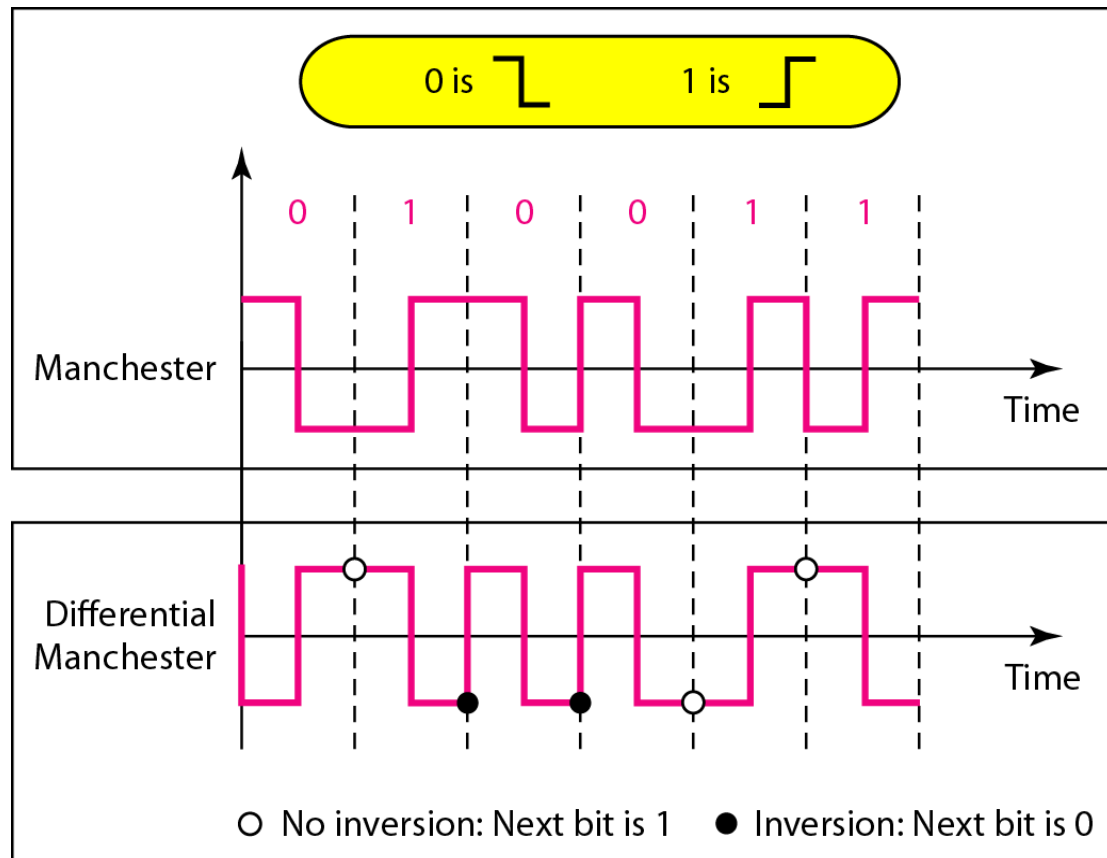 0 is 1 is
0 1 0 0 1 1
Manchester
Time
Differential
Manchester
Time
No inversion: Next bit is 1 Inversion: Next bit is 0